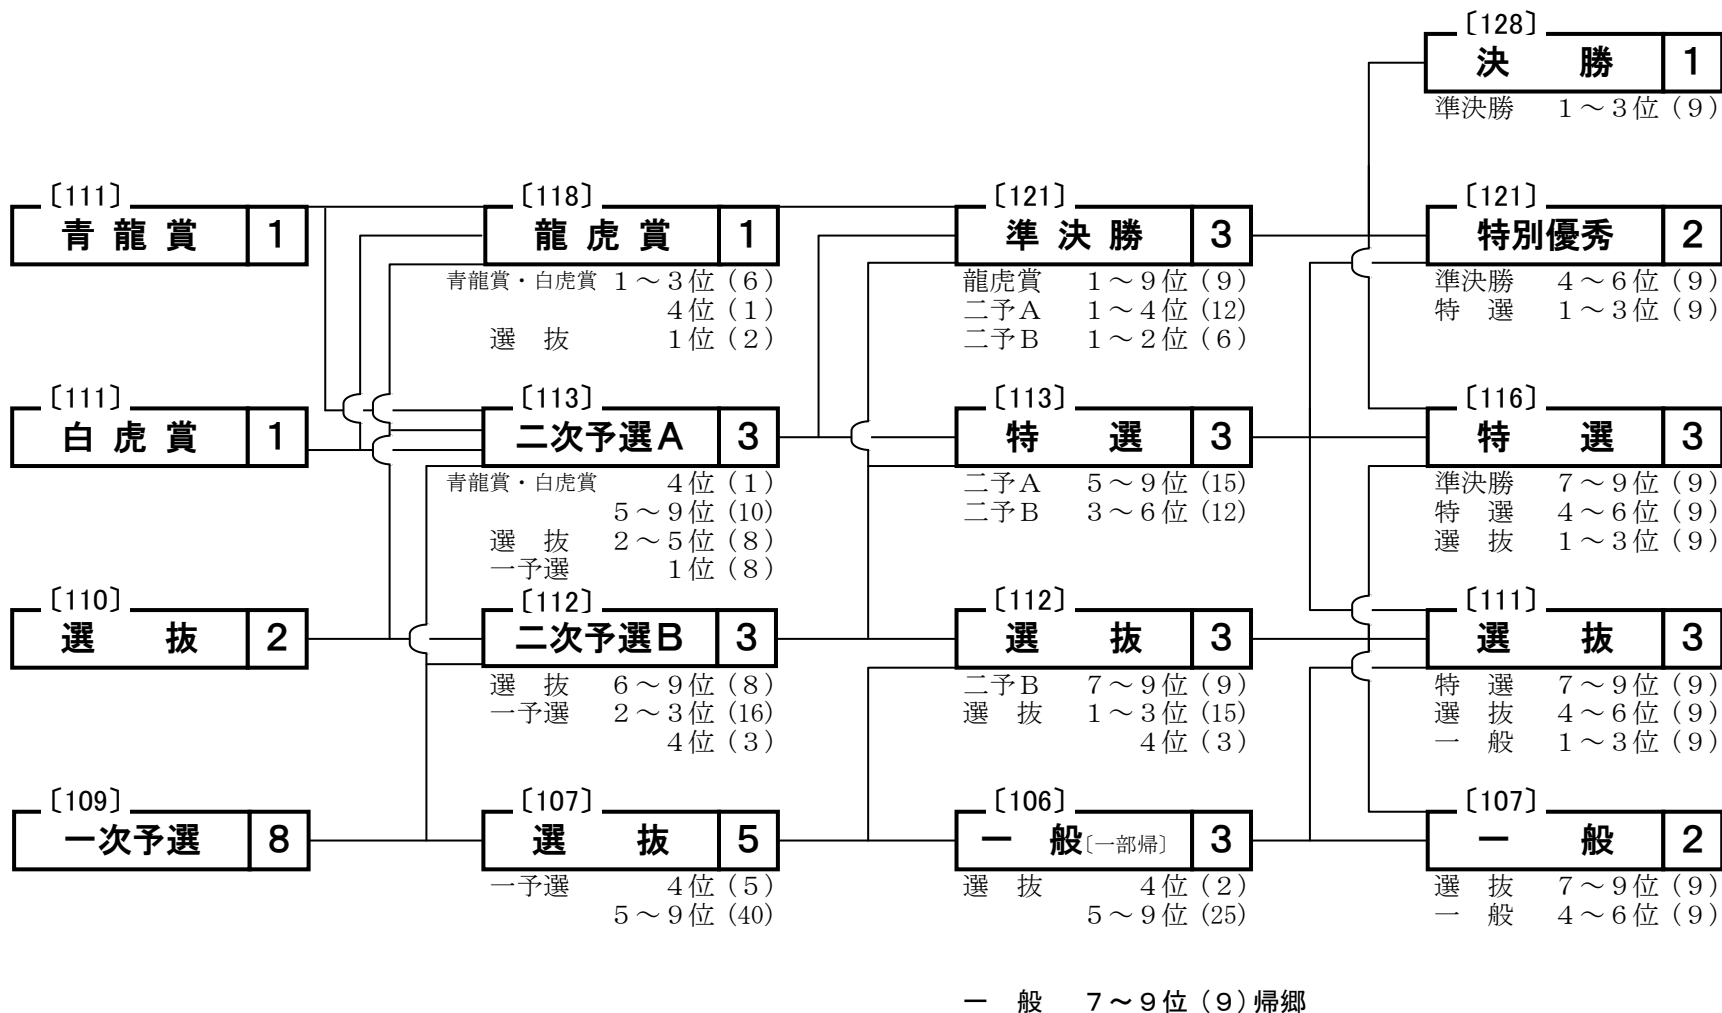 〔111〕
青 龍 賞 1
〔111〕
白 虎 賞 1
〔110〕
選 抜 2
〔109〕
一次予選 8
〔118〕
龍 虎 賞 1
青龍賞・白虎賞 1～3位 (6)
4位 (1)
選 抜 1位 (2)
〔113〕
二次予選A 3
青龍賞・白虎賞 4位 (1)
5～9位 (10)
選 抜 2～5位 (8)
一予選 1位 (8)
〔112〕
二次予選B 3
選 抜 6～9位 (8)
一予選 2～3位 (16)
4位 (3)
〔107〕
選 抜 5
一予選 4位 (5)
5～9位 (40)
〔121〕
準 決 勝 3
龍虎賞 1～9位 (9)
二予A 1～4位 (12)
二予B 1～2位 (6)
〔113〕
特 選 3
二予A 5～9位 (15)
二予B 3～6位 (12)
〔112〕
選 抜 3
二予B 7～9位 (9)
選 抜 1～3位 (15)
4位 (3)
〔106〕
一 般〔一部帰〕 3
選 抜 4位 (2)
5～9位 (25)
一 般 7～9位 (9) 帰郷
〔128〕
決 勝 1
準決勝 1～3位 (9)
〔121〕
特別優秀 2
準決勝 4～6位 (9)
特 選 1～3位 (9)
〔116〕
特 選 3
準決勝 7～9位 (9)
特 選 4～6位 (9)
選 抜 1～3位 (9)
〔111〕
選 抜 3
特 選 7～9位 (9)
選 抜 4～6位 (9)
一 般 1～3位 (9)
〔107〕
一 般 2
選 抜 7～9位 (9)
一 般 4～6位 (9)